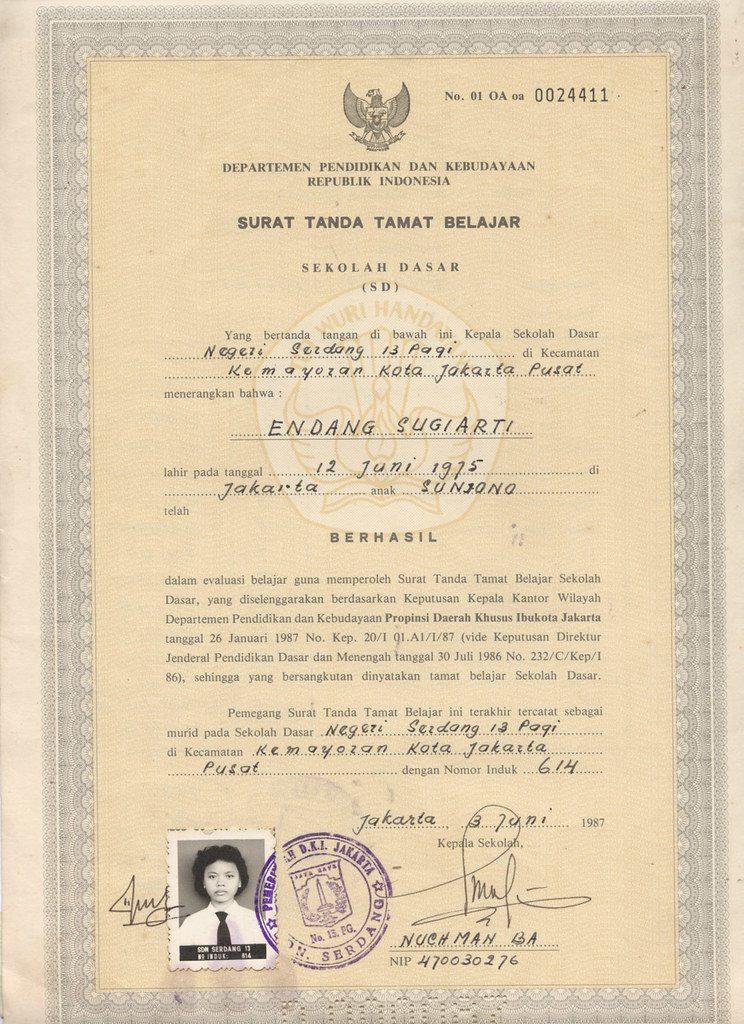 No. 01 OA oa 0024411
DEPARTEMEN PENDIDIKAN DAN KEBUDAYAAN
REPUBLIK INDONESIA
SURAT TANDA TAMAT BELAJAR
SEKOLAH DASAR
(SD)
WURI HANDA
Yang bertanda tangan di bawah ini Kepala Sekolah Dasar
Negeri Serdang 13 Pagi di Kecamatan
Kemayoran Kota Jakarta Pusat
menerangkan bahwa :
ENDANG SUGIARTI
lahir pada tanggal 12 Juni 1975 di
Jakarta anak SUNJONO
telah
BERHASIL
dalam evaluasi belajar guna memperoleh Surat Tanda Tamat Belajar Sekolah
Dasar, yang diselenggarakan berdasarkan Keputusan Kepala Kantor Wilayah
Departemen Pendidikan dan Kebudayaan Propinsi Daerah Khusus Ibukota Jakarta
tanggal 26 Januari 1987 No. Kep. 20/I 01.A1/I/87 (vide Keputusan Direktur
Jenderal Pendidikan Dasar dan Menengah tanggal 30 Juli 1986 No. 232/C/Kep/I
86), sehingga yang bersangkutan dinyatakan tamat belajar Sekolah Dasar.
Pemegang Surat Tanda Tamat Belajar ini terakhir tercatat sebagai
murid pada Sekolah Dasar Negeri Serdang 13 Pagi
di Kecamatan Kemayoran Kota Jakarta
Pusat dengan Nomor Induk 614
Jakarta, 3 Juni 1987
Kepala Sekolah,
D.K.I. JAKARTA
JAYA RAYA
No. 13. PG.
SERDANG
SDN SERDANG 13
NO INDUK: 614
NUCHMAN BA
NIP 470030276